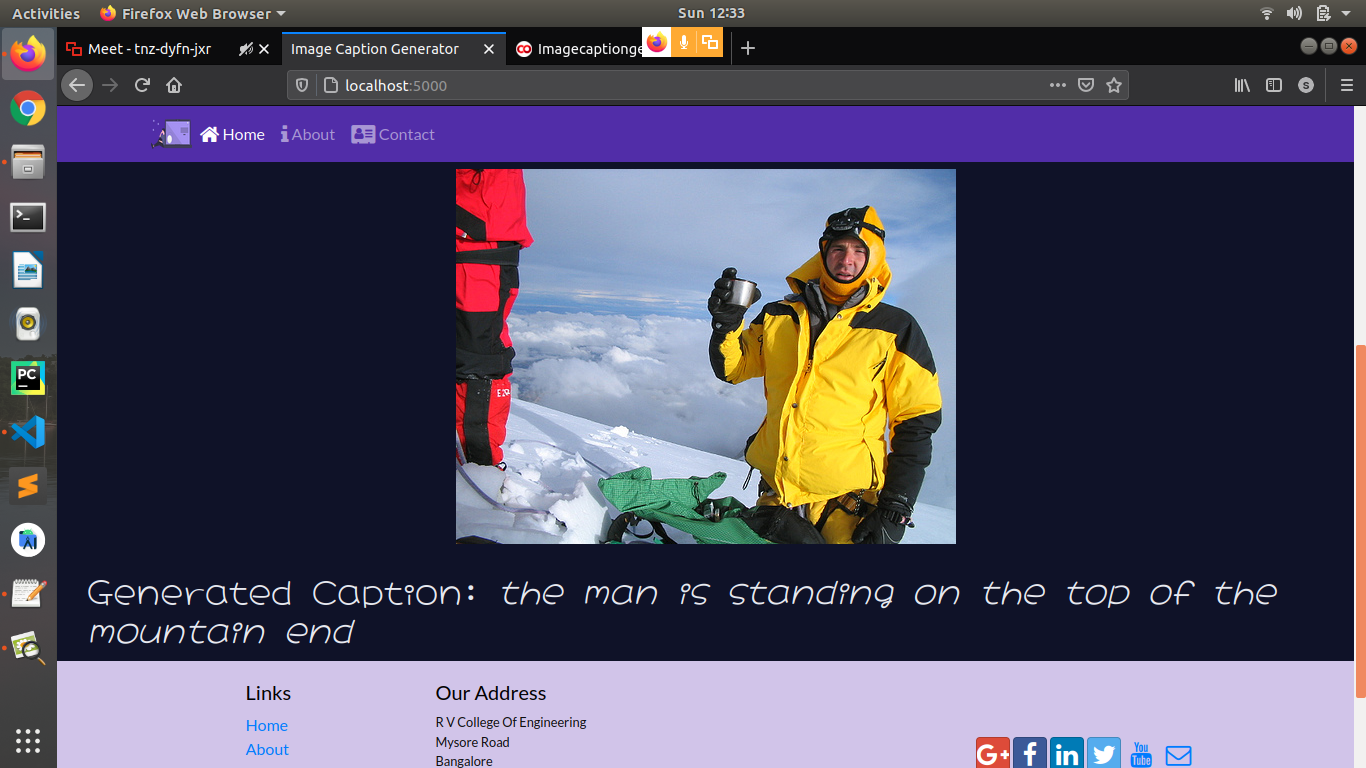 Activities Firefox Web Browser Sun 12:33
Meet - tnz-dyfn-jxr Image Caption Generator Imagecaptionge
localhost:5000 S
Home About Contact
PC
Generated Caption: the man is standing on the top of the
mountain end
Links Our Address
Home R V College Of Engineering
About Mysore Road
Bangalore
G+ f in You Tube